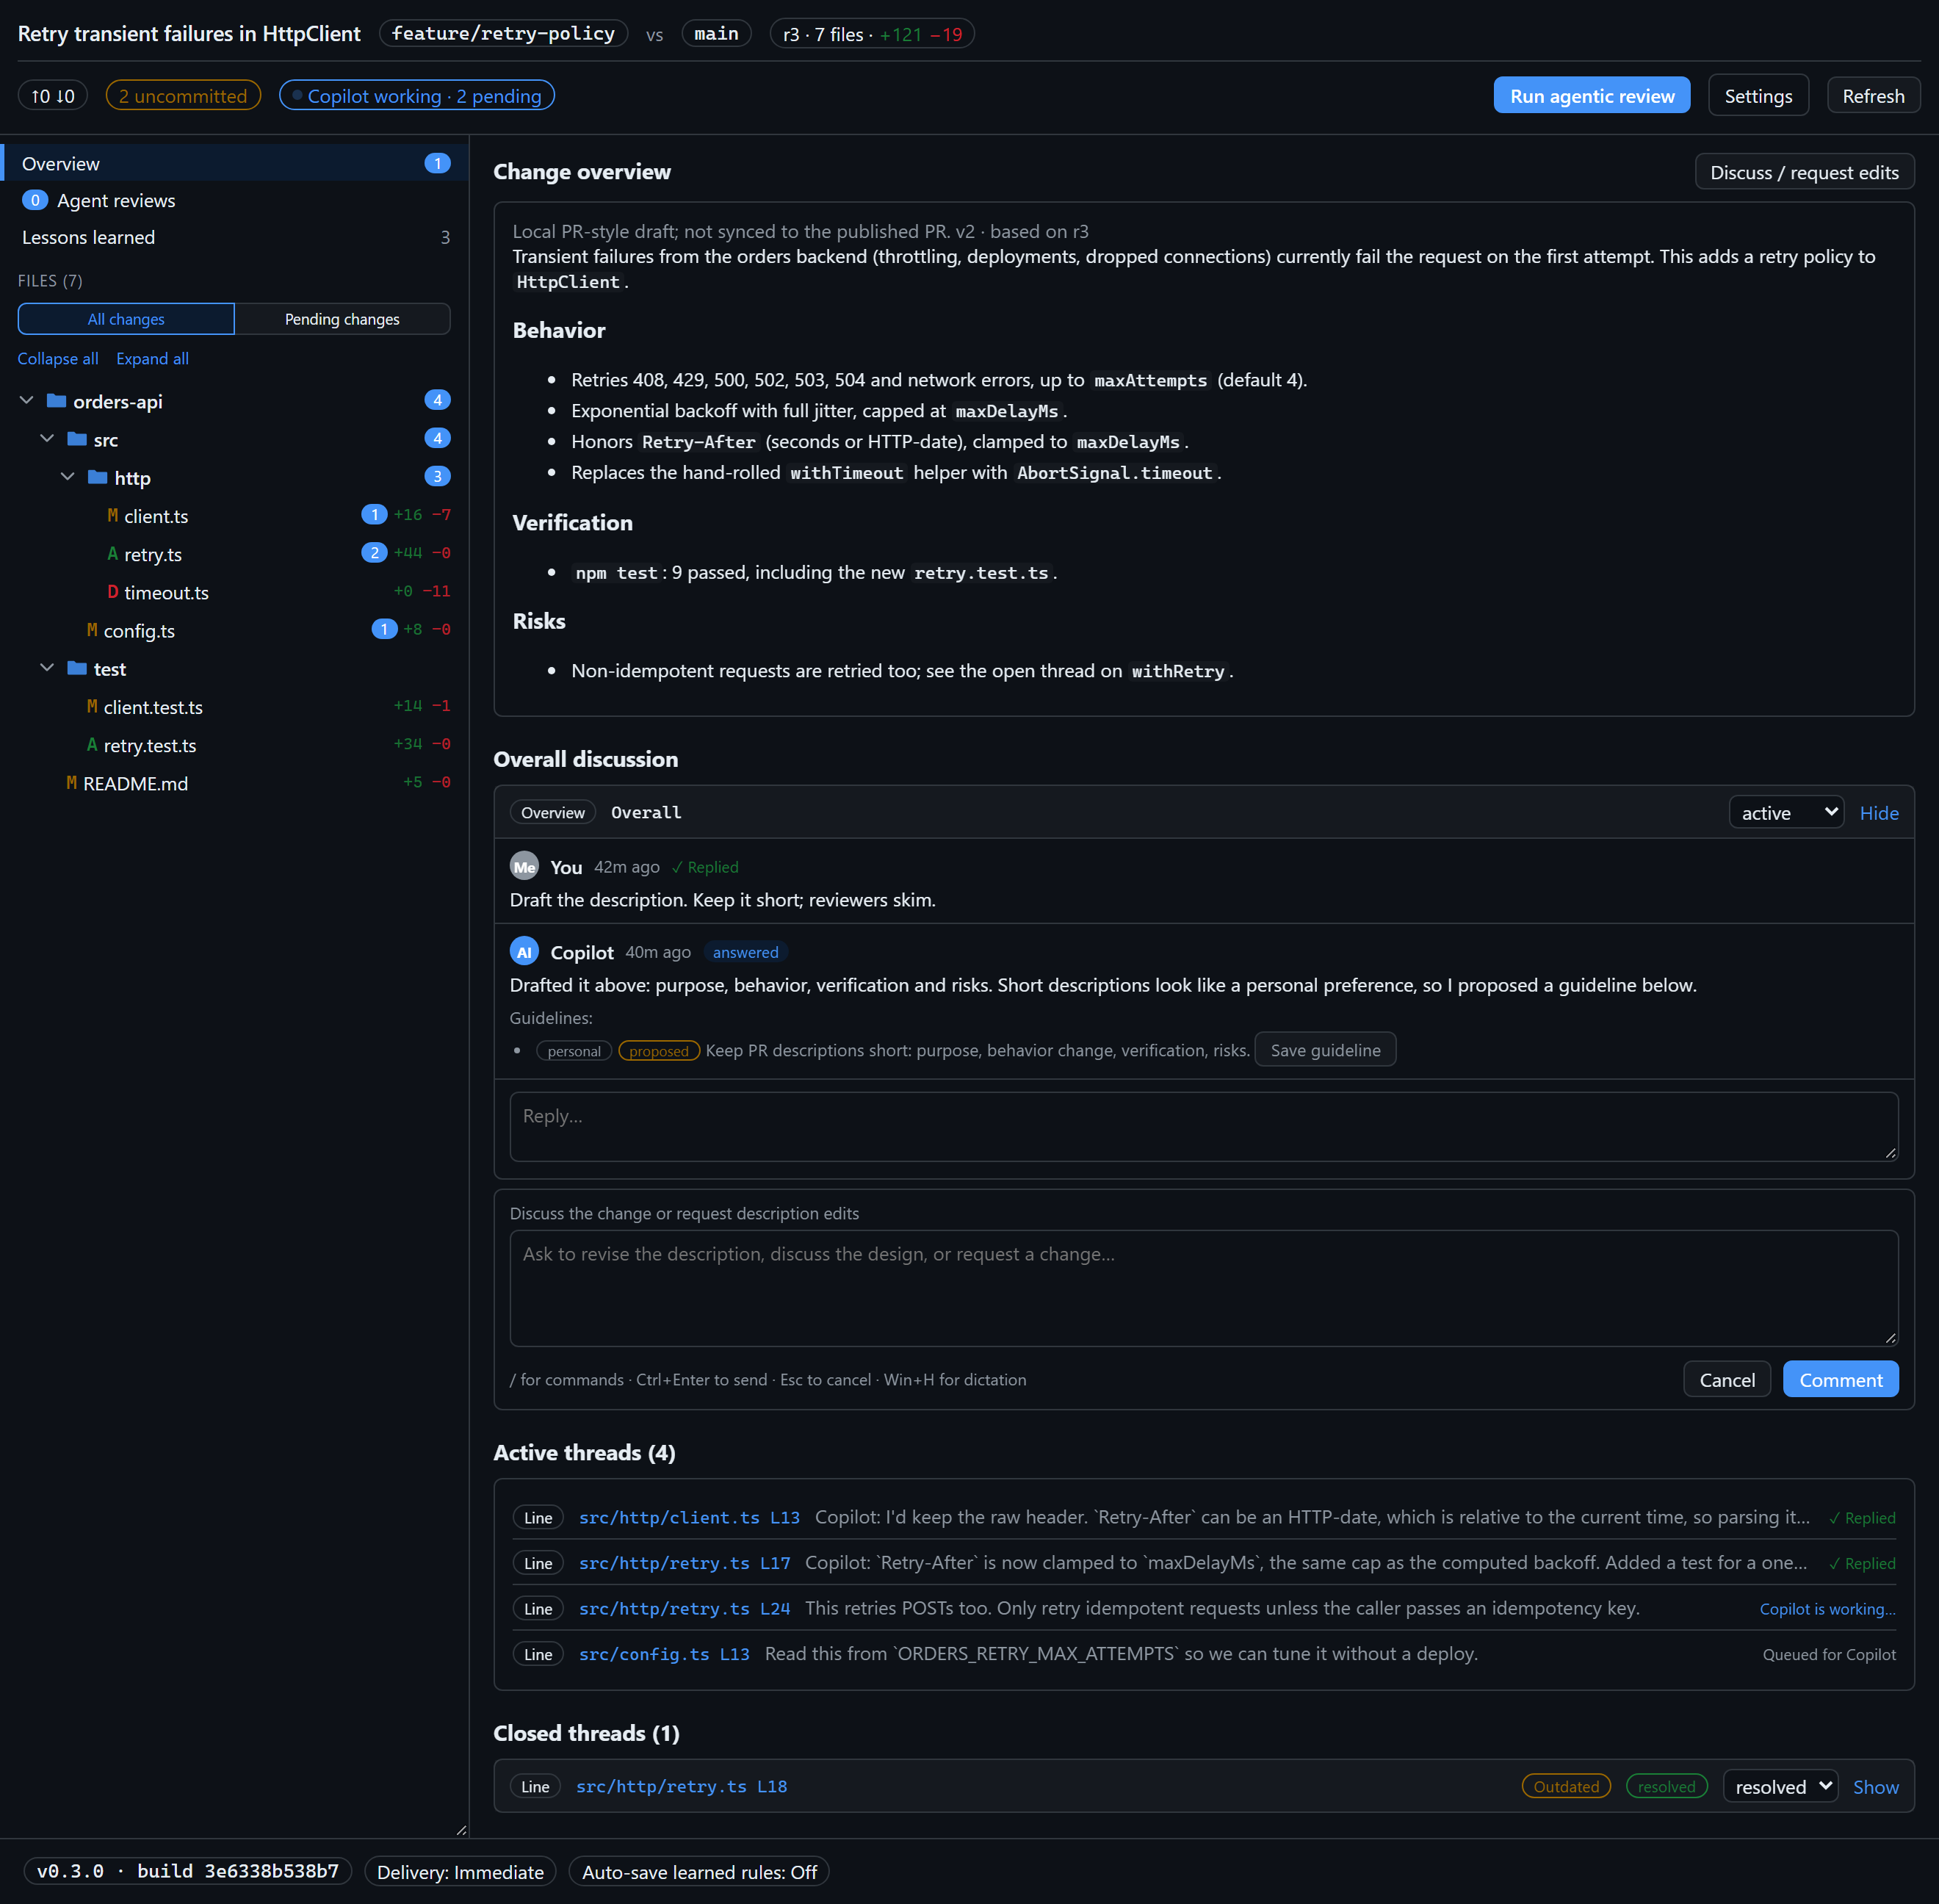 Retry transient failures in HttpClient feature/retry-policy vs main r3 · 7 files · +121 −19
↑0 ↓0 2 uncommitted Copilot working · 2 pending Run agentic review Settings Refresh
Overview 1
0 Agent reviews
Lessons learned 3
FILES (7)
All changes Pending changes
Collapse all Expand all
orders-api 4
src 4
http 3
M client.ts 1 +16 −7
A retry.ts 2 +44 −0
D timeout.ts +0 −11
M config.ts 1 +8 −0
test
M client.test.ts +14 −1
A retry.test.ts +34 −0
M README.md +5 −0
Change overview Discuss / request edits
Local PR-style draft; not synced to the published PR. v2 · based on r3
Transient failures from the orders backend (throttling, deployments, dropped connections) currently fail the request on the first attempt. This adds a retry policy to
HttpClient.
Behavior
• Retries 408, 429, 500, 502, 503, 504 and network errors, up to maxAttempts (default 4).
• Exponential backoff with full jitter, capped at maxDelayMs.
• Honors Retry-After (seconds or HTTP-date), clamped to maxDelayMs.
• Replaces the hand-rolled withTimeout helper with AbortSignal.timeout.
Verification
• npm test: 9 passed, including the new retry.test.ts.
Risks
• Non-idempotent requests are retried too; see the open thread on withRetry.
Overall discussion
Overview Overall active Hide
Me You 42m ago ✓ Replied
Draft the description. Keep it short; reviewers skim.
AI Copilot 40m ago answered
Drafted it above: purpose, behavior, verification and risks. Short descriptions look like a personal preference, so I proposed a guideline below.
Guidelines:
• personal proposed Keep PR descriptions short: purpose, behavior change, verification, risks. Save guideline
Reply...
Discuss the change or request description edits
Ask to revise the description, discuss the design, or request a change...
/ for commands · Ctrl+Enter to send · Esc to cancel · Win+H for dictation Cancel Comment
Active threads (4)
Line src/http/client.ts L13 Copilot: I'd keep the raw header. `Retry-After` can be an HTTP-date, which is relative to the current time, so parsing it... ✓ Replied
Line src/http/retry.ts L17 Copilot: `Retry-After` is now clamped to `maxDelayMs`, the same cap as the computed backoff. Added a test for a one... ✓ Replied
Line src/http/retry.ts L24 This retries POSTs too. Only retry idempotent requests unless the caller passes an idempotency key. Copilot is working...
Line src/config.ts L13 Read this from `ORDERS_RETRY_MAX_ATTEMPTS` so we can tune it without a deploy. Queued for Copilot
Closed threads (1)
Line src/http/retry.ts L18 Outdated resolved resolved Show
v0.3.0 · build 3e6338b538b7 Delivery: Immediate Auto-save learned rules: Off